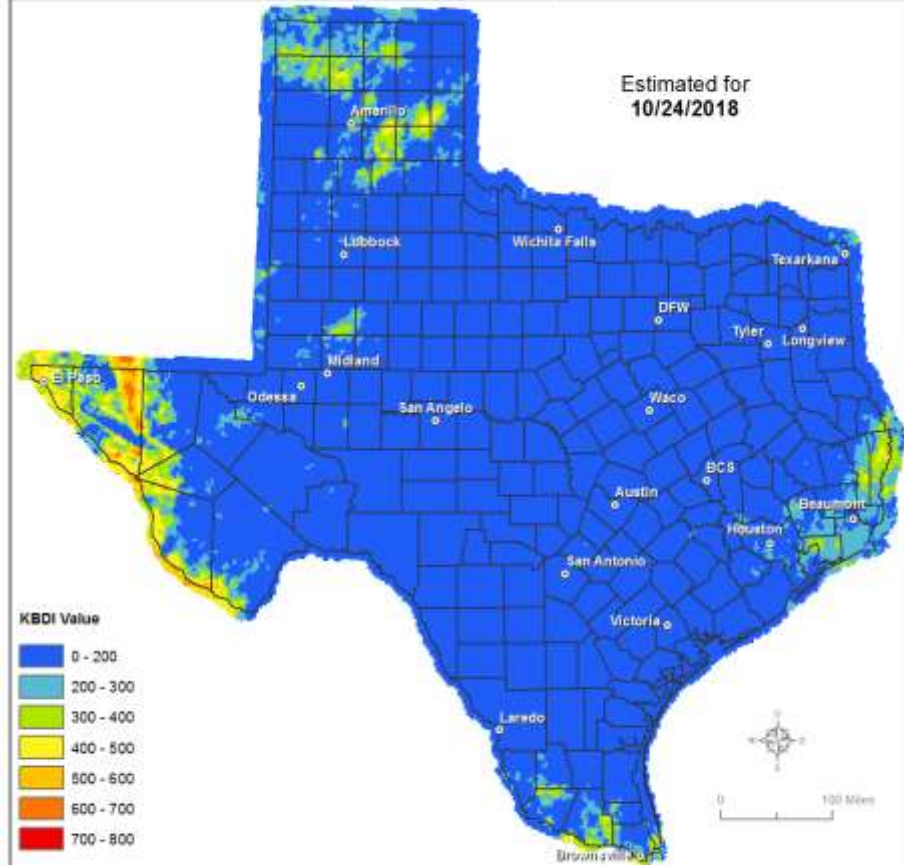 Estimated for
10/24/2018
Amarillo
Lubbock
Wichita Falls
Texarkana
DFW
Tyler
Longview
Midland
El Paso
Odessa
San Angelo
Waco
BCS
Austin
Beaumont
Houston
San Antonio
Victoria
Laredo
Brownsville
KBDI Value
0 - 200
200 - 300
300 - 400
400 - 500
500 - 600
600 - 700
700 - 800
0 100 Miles